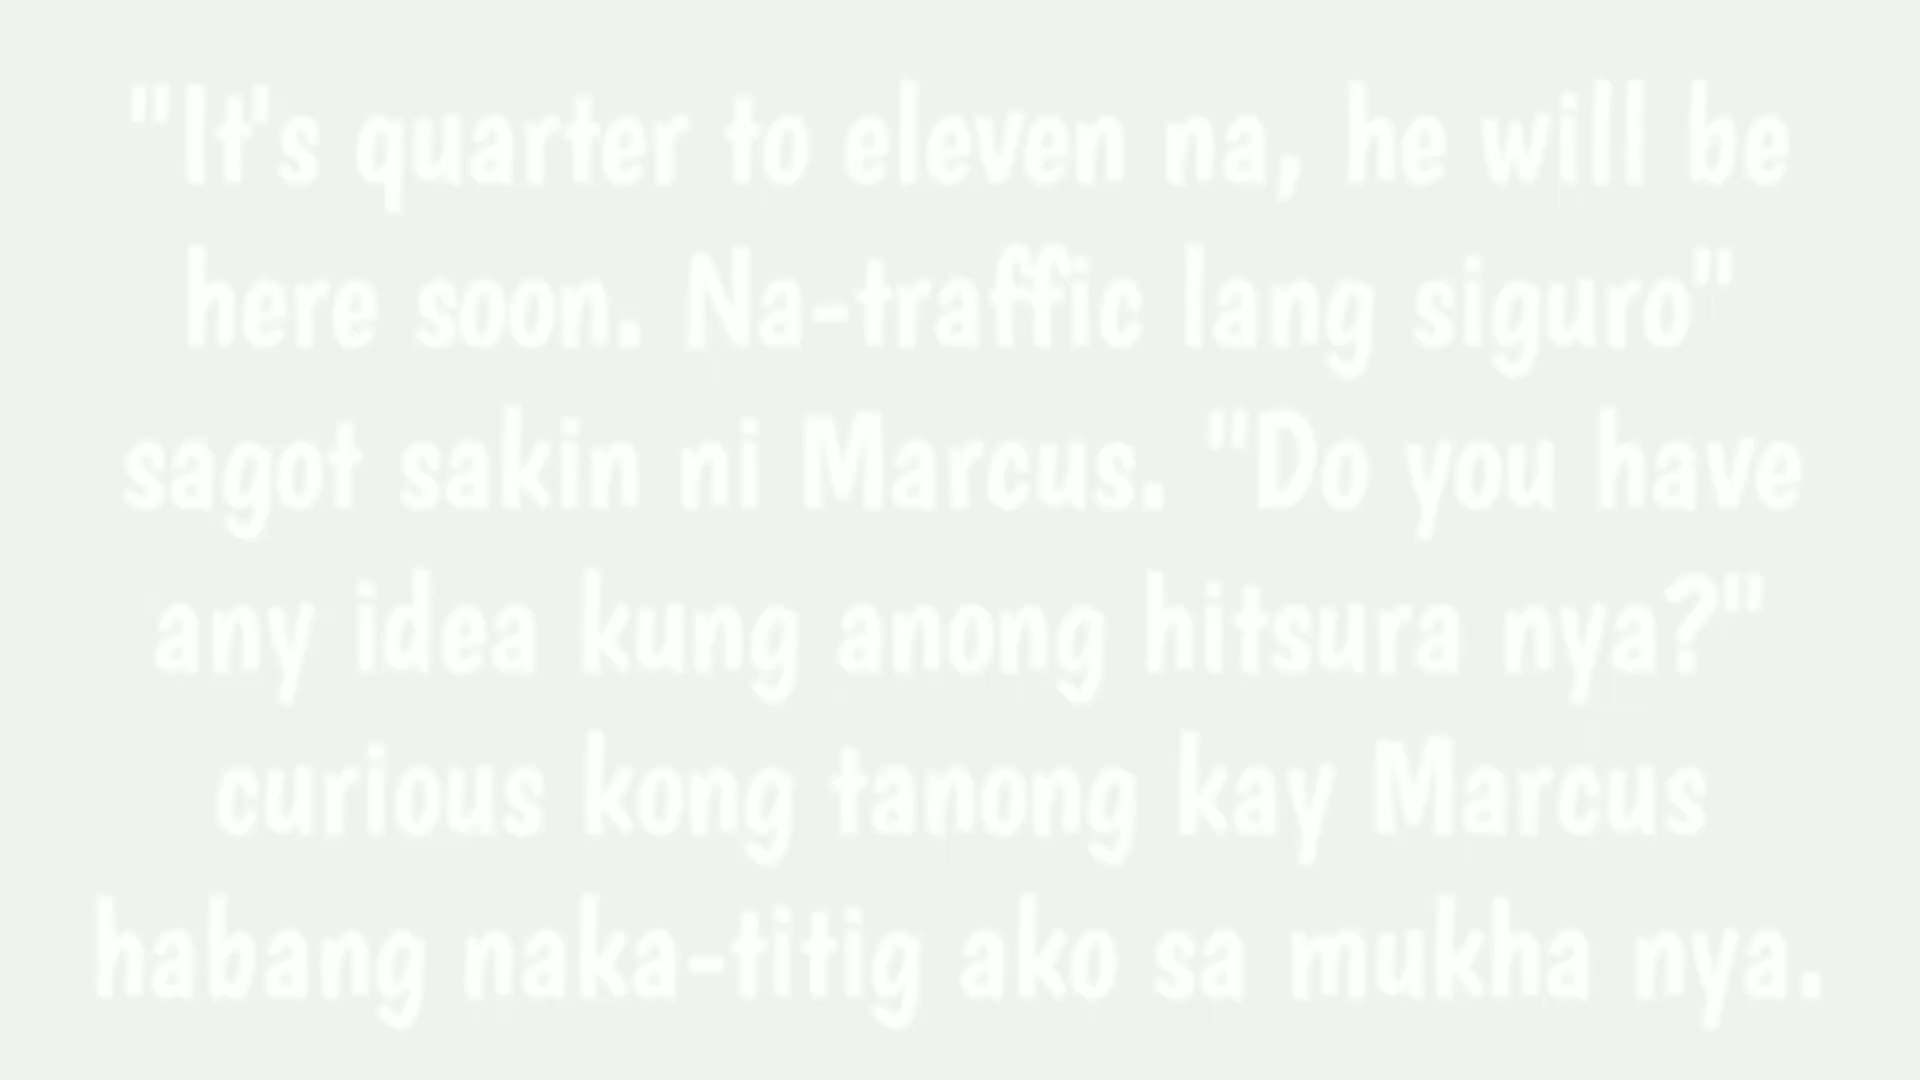 "It's quarter to eleven na, he will be
here soon. Na-traffic lang siguro"
sagot sakin ni Marcus. "Do you have
any idea kung anong hitsura nya?"
curious kong tanong kay Marcus
habang naka-titig ako sa mukha nya.